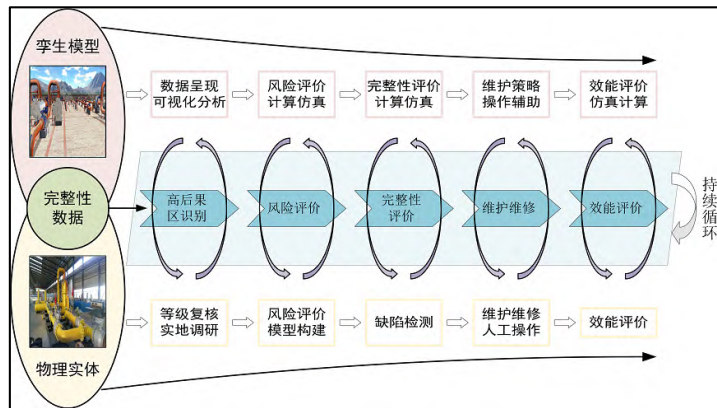 孪生模型
数据呈现
可视化分析
风险评价
计算仿真
完整性评价
计算仿真
维护策略
操作辅助
效能评价
仿真计算
完整性
数据
高后果
区识别
风险评价
完整性
评价
维护维修
效能评价
持续循环
等级复核
实地调研
风险评价
模型构建
缺陷检测
维护维修
人工操作
效能评价
物理实体